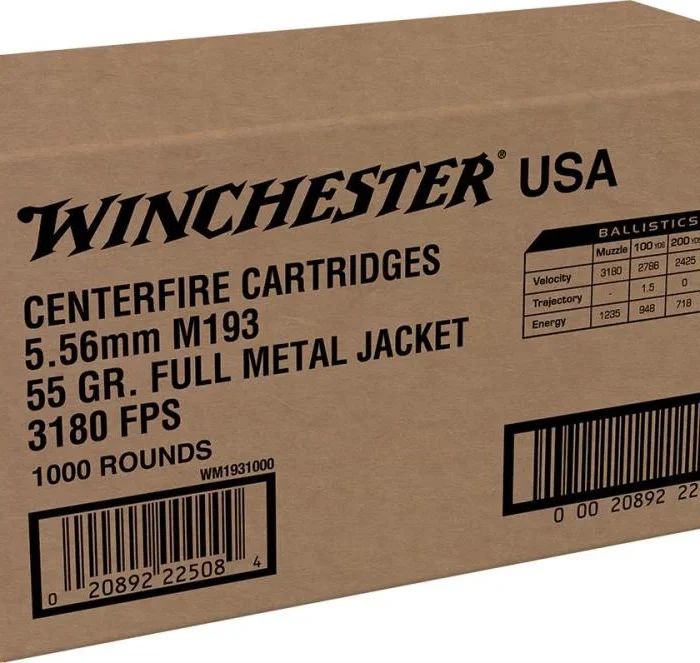 WINCHESTER® USA
CENTERFIRE CARTRIDGES
5.56mm M193
55 GR. FULL METAL JACKET
3180 FPS
1000 ROUNDS
WM1931000
0 20892 22508 4
BALLISTICS
Muzzle 100 YDS 200
Velocity 3180 2786 2425
Trajectory - 1.5 0
Energy 1235 948 718
0 00 20892 22